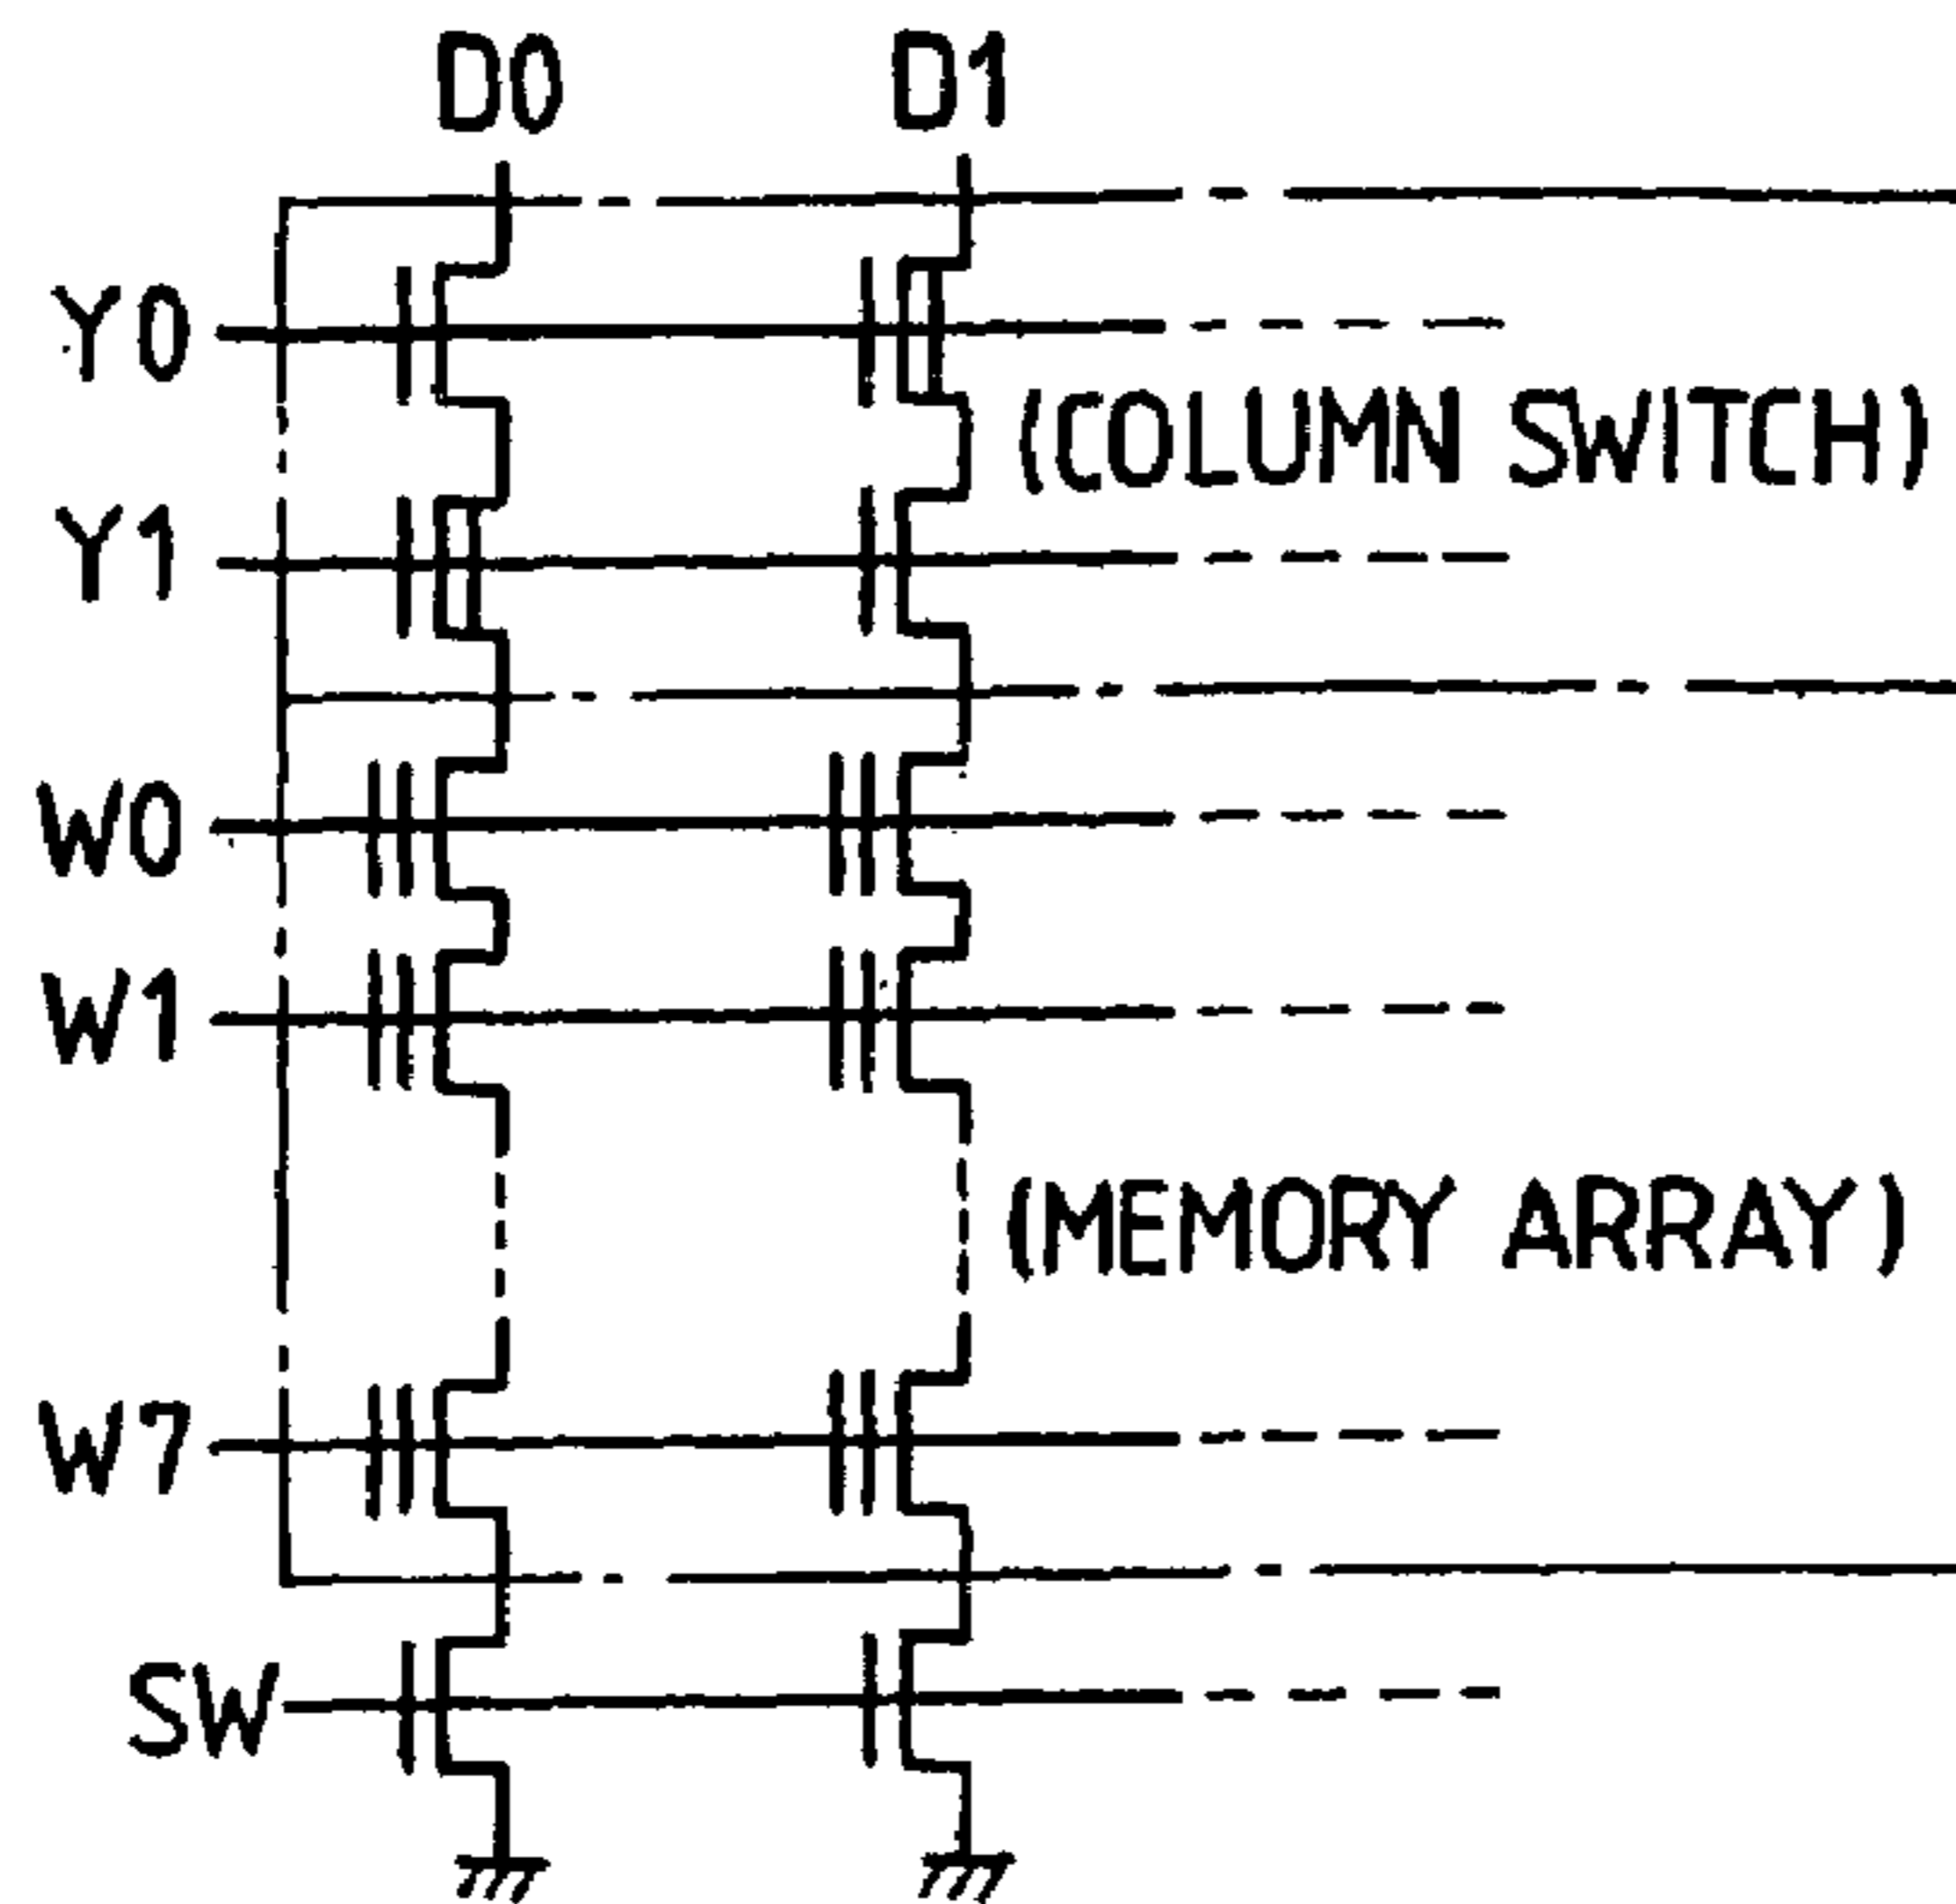 D0 D1
Y0
(COLUMN SWITCH)
Y1
W0
W1
(MEMORY ARRAY)
W7
SW